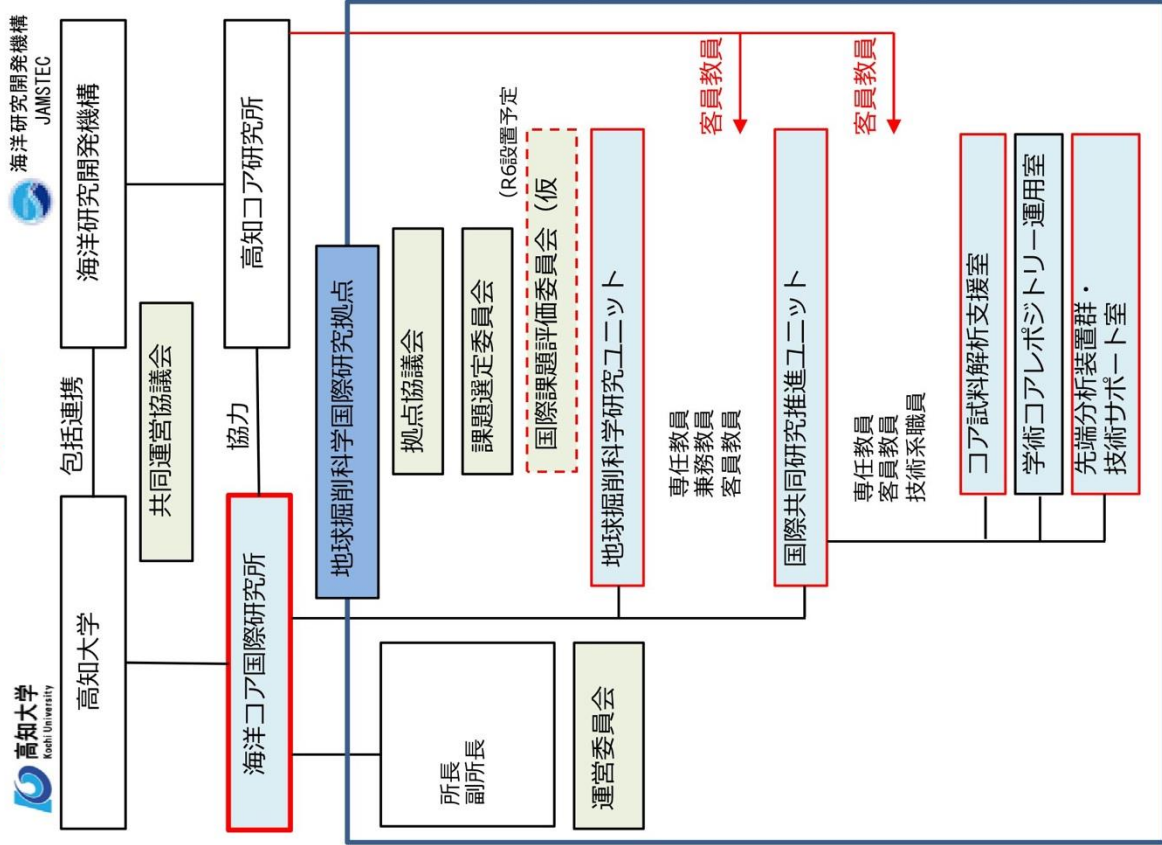 高知大学
Kochi University
海洋研究開発機構
JAMSTEC
高知大学
包括連携
海洋研究開発機構
共同運営協議会
海洋コア国際研究所
協力
高知コア研究所
地球掘削科学国際研究拠点
所長
副所長
運営委員会
拠点協議会
課題選定委員会
(R6設置予定
国際課題評価委員会（仮
地球掘削科学研究ユニット
専任教員
兼務教員
客員教員
客員教員
国際共同研究推進ユニット
専任教員
客員教員
技術系職員
客員教員
コア試料解析支援室
学術コアレポジトリー運用室
先端分析装置群・
技術サポート室